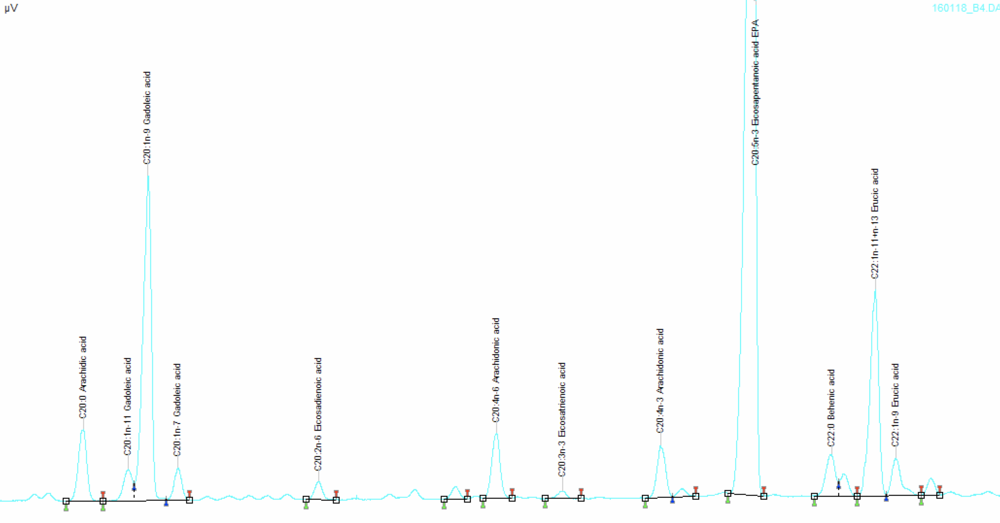 µV
160118_B4.DA
C20:0 Arachidic acid
C20:1n-11 Gadoleic acid
C20:1n-9 Gadoleic acid
C20:1n-7 Gadoleic acid
C20:2n-6 Eicosadienoic acid
C20:4n-6 Arachidonic acid
C20:3n-3 Eicosatrienoic acid
C20:4n-3 Arachidonic acid
C20:5n-3 Eicosapentanoic acid EPA
C22:0 Behenic acid
C22:1n-11+n-13 Erucic acid
C22:1n-9 Erucic acid